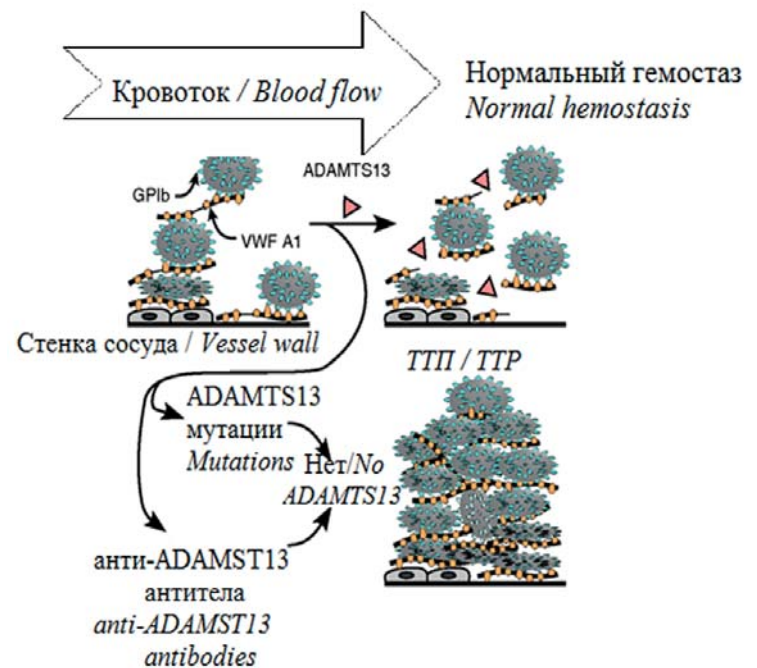 Кровоток / Blood flow
Нормальный гемостаз
Normal hemostasis
GPIb
VWF A1
ADAMTS13
Стенка сосуда / Vessel wall
ТТП / TTP
ADAMTS13
мутации
Mutations
Нет/No
ADAMTS13
анти-ADAMST13
антитела
anti-ADAMST13
antibodies